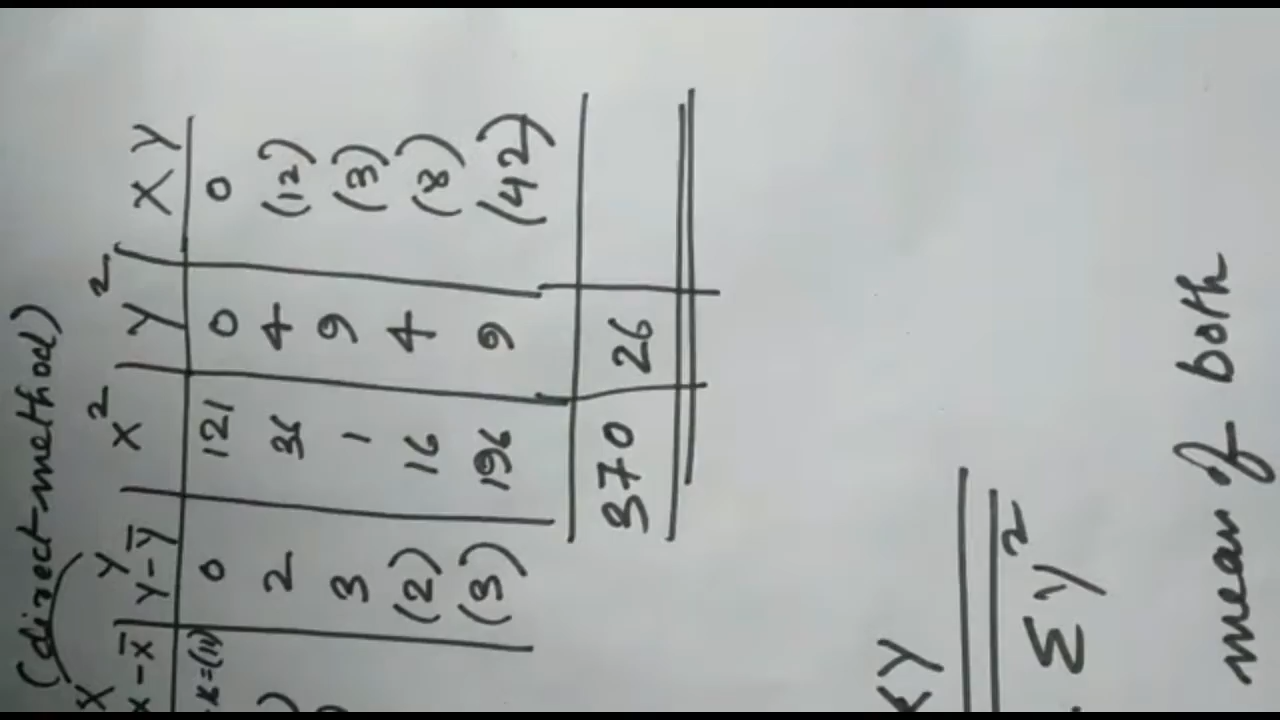 (direct method)
x y
x-x̄ y-ȳ x² y² xy
x=(11) 0 121 0 0
2 36 4 (12)
3 1 9 (3)
(2) 16 4 (8)
(3) 196 9 (42)
370 26
xy
Σy²
mean of both